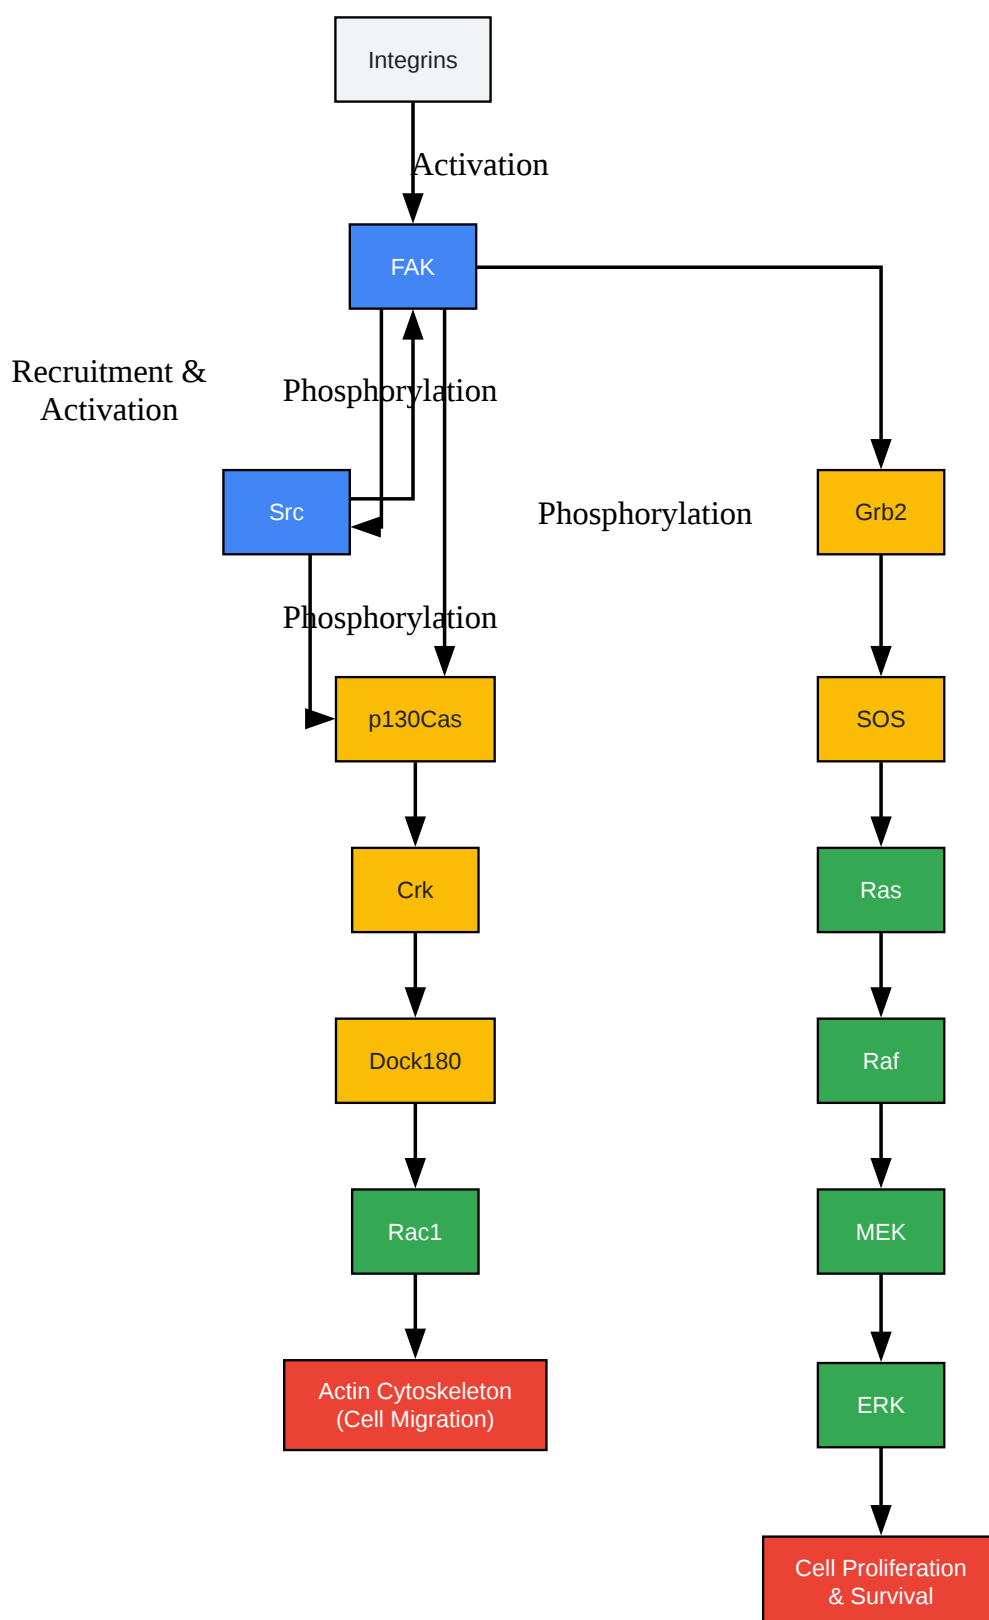 Integrins
Activation
FAK
Recruitment &
Activation
Phosphorylation
Src
Phosphorylation
Grb2
Phosphorylation
p130Cas
SOS
Crk
Ras
Dock180
Raf
Rac1
MEK
Actin Cytoskeleton
(Cell Migration)
ERK
Cell Proliferation
& Survival